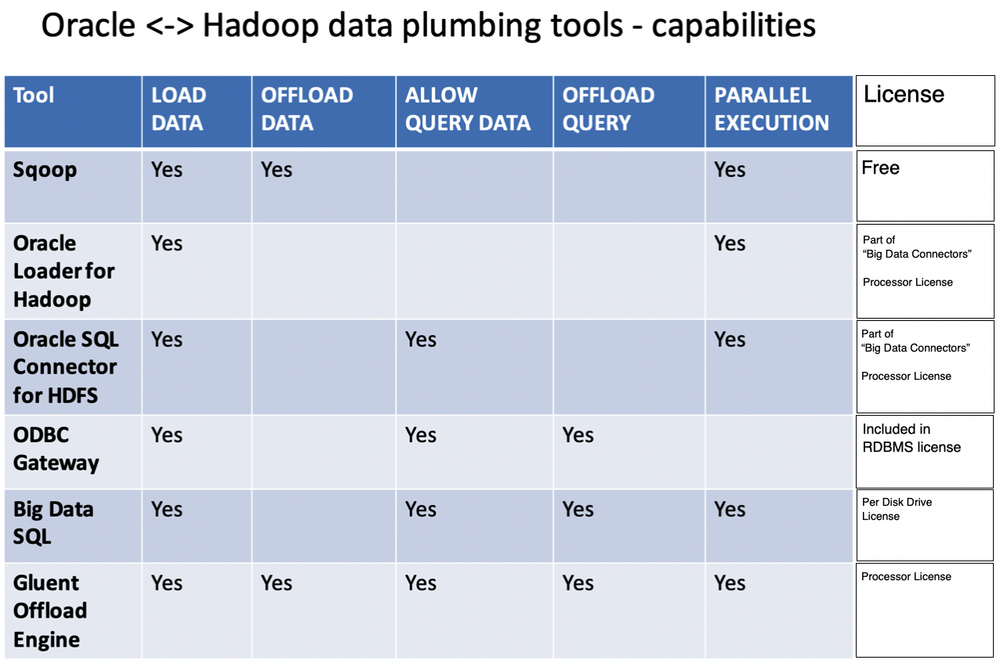 Oracle <-> Hadoop data plumbing tools - capabilities
Tool
LOAD
DATA
OFFLOAD
DATA
ALLOW
QUERY DATA
OFFLOAD
QUERY
PARALLEL
EXECUTION
License
Sqoop
Yes
Yes
Yes
Free
Oracle
Loader for
Hadoop
Yes
Yes
Part of
“Big Data Connectors”
Processor License
Oracle SQL
Connector
for HDFS
Yes
Yes
Yes
Part of
“Big Data Connectors”
Processor License
ODBC
Gateway
Yes
Yes
Yes
Included in
RDBMS license
Big Data
SQL
Yes
Yes
Yes
Yes
Per Disk Drive
License
Gluent
Offload
Engine
Yes
Yes
Yes
Yes
Yes
Processor License